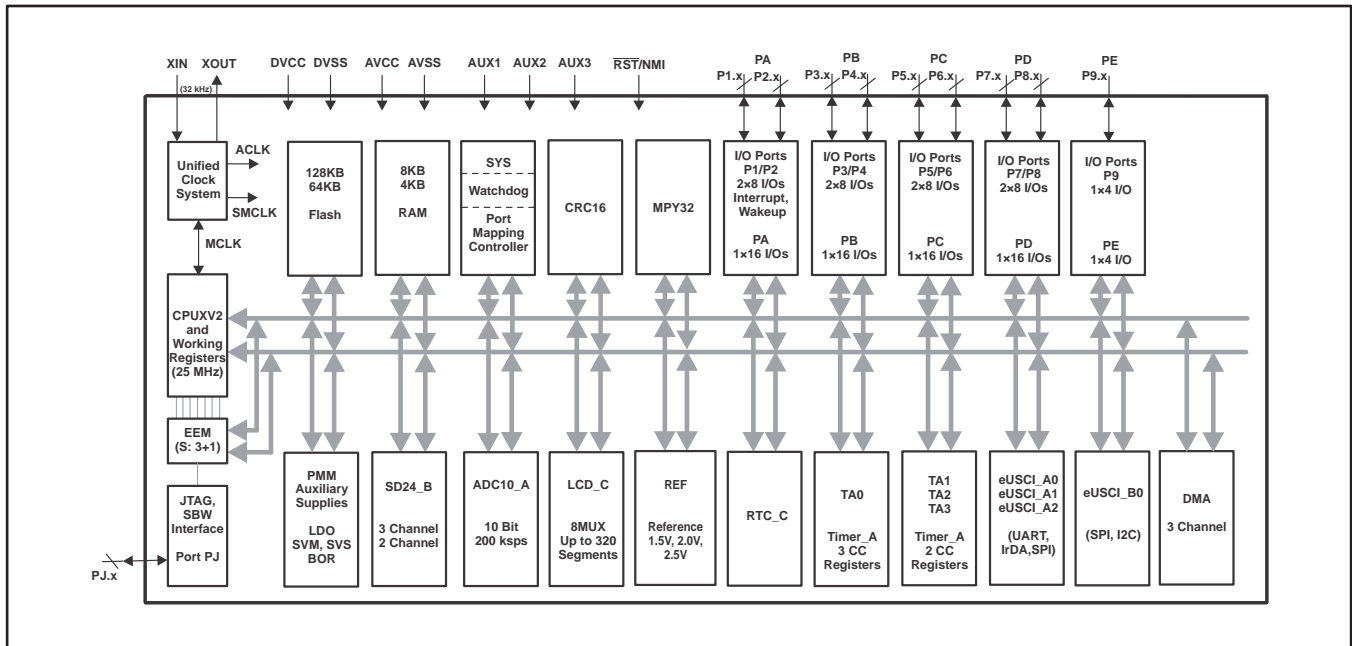 XIN
XOUT
(32 kHz)
DVCC
DVSS
AVCC
AVSS
AUX1
AUX2
AUX3
RST/NMI
PA
P1.x
P2.x
PB
P3.x
P4.x
PC
P5.x
P6.x
PD
P7.x
P8.x
PE
P9.x
Unified
Clock
System
ACLK
SMCLK
MCLK
128KB
64KB
Flash
8KB
4KB
RAM
SYS
Watchdog
Port
Mapping
Controller
CRC16
MPY32
I/O Ports
P1/P2
2×8 I/Os
Interrupt,
Wakeup
PA
1×16 I/Os
I/O Ports
P3/P4
2×8 I/Os
PB
1×16 I/Os
I/O Ports
P5/P6
2×8 I/Os
PC
1×16 I/Os
I/O Ports
P7/P8
2×8 I/Os
PD
1×16 I/Os
I/O Ports
P9
1×4 I/O
PE
1×4 I/O
CPUXV2
and
Working
Registers
(25 MHz)
EEM
(S: 3+1)
JTAG,
SBW
Interface
Port PJ
PJ.x
PMM
Auxiliary
Supplies
LDO
SVM, SVS
BOR
SD24_B
3 Channel
2 Channel
ADC10_A
10 Bit
200 ksps
LCD_C
8MUX
Up to 320
Segments
REF
Reference
1.5V, 2.0V,
2.5V
RTC_C
TA0
Timer_A
3 CC
Registers
TA1
TA2
TA3
Timer_A
2 CC
Registers
eUSCI_A0
eUSCI_A1
eUSCI_A2
(UART,
IrDA,SPI)
eUSCI_B0
(SPI, I2C)
DMA
3 Channel